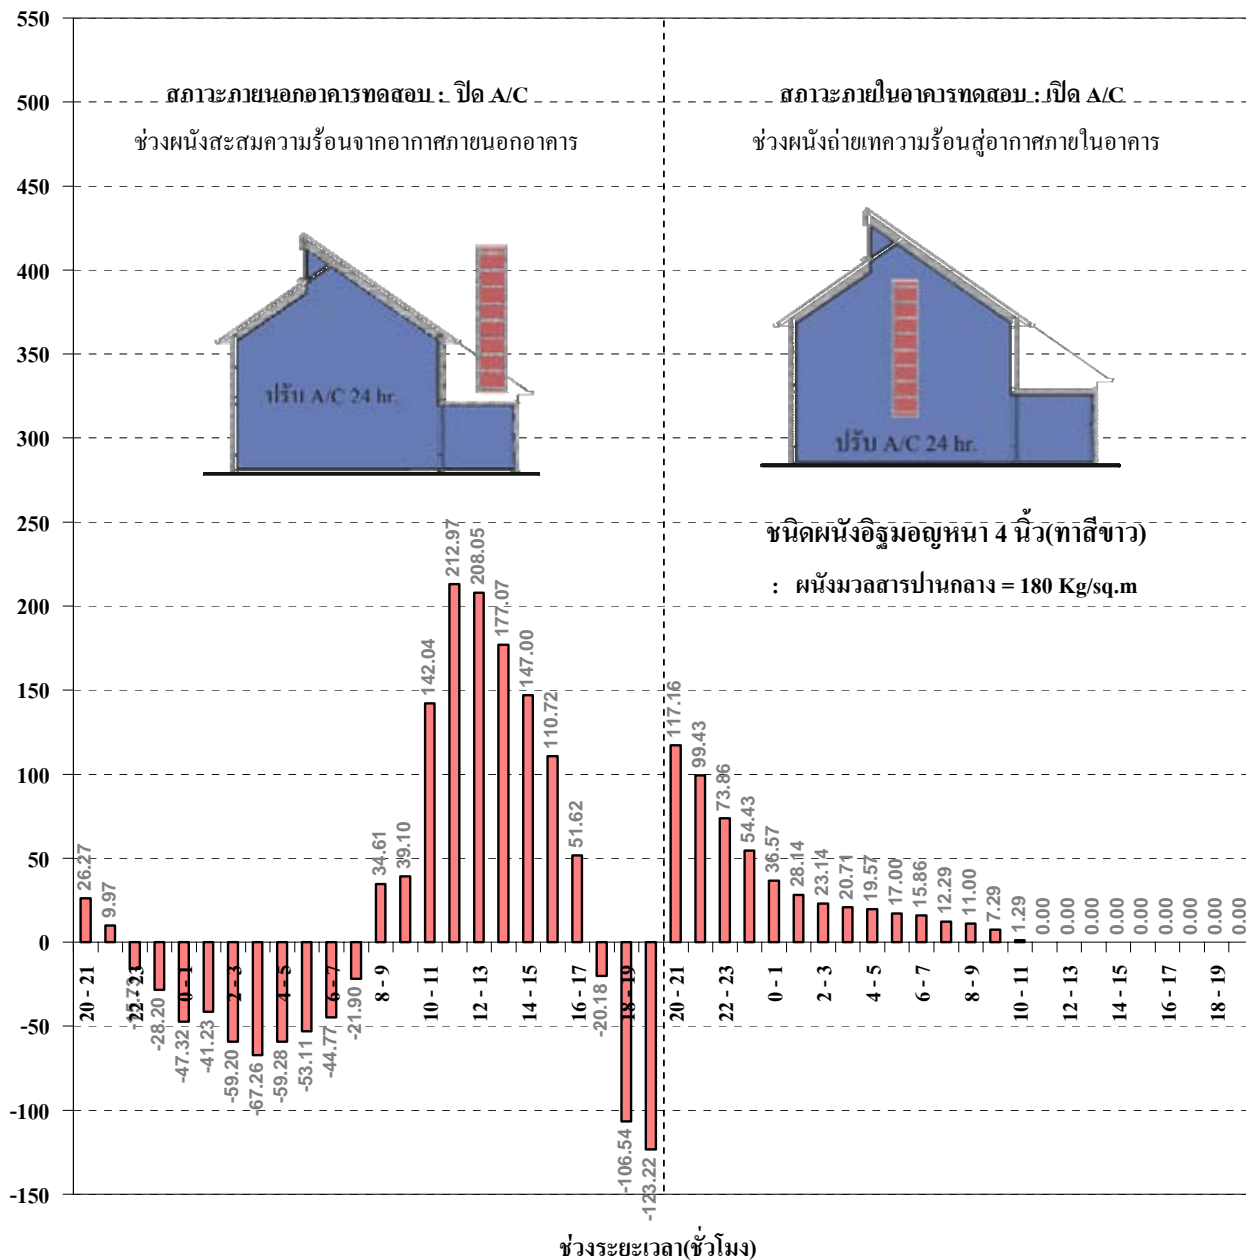 550
500
450
400
350
300
250
200
150
100
50
0
-50
-100
-150
สภาวะภายนอกอาคารทดสอบ : ปิด A/C
ช่วงผนังสะสมความร้อนจากอากาศภายนอกอาคาร
ปรับ A/C 24 hr.
สภาวะภายในอาคารทดสอบ : เปิด A/C
ช่วงผนังถ่ายเทความร้อนสู่อากาศภายในอาคาร
ปรับ A/C 24 hr.
ชนิดผนังอิฐมอญหนา 4 นิ้ว(ทาสีขาว)
: ผนังมวลสารปานกลาง = 180 Kg/sq.m
26.27
9.97
-28.20
-47.32
-41.23
-59.20
-67.26
-59.28
-53.11
-44.77
-21.90
34.61
39.10
142.04
212.97
208.05
177.07
147.00
110.72
51.62
-20.18
-106.54
-123.22
117.16
99.43
73.86
54.43
36.57
28.14
23.14
20.71
19.57
17.00
15.86
12.29
11.00
7.29
1.29
0.00
0.00
0.00
0.00
0.00
0.00
0.00
0.00
0.00
20 - 21
22 - 23
0 - 1
2 - 3
4 - 5
6 - 7
8 - 9
10 - 11
12 - 13
14 - 15
16 - 17
18 - 19
20 - 21
22 - 23
0 - 1
2 - 3
4 - 5
6 - 7
8 - 9
10 - 11
12 - 13
14 - 15
16 - 17
18 - 19
ช่วงระยะเวลา(ชั่วโมง)